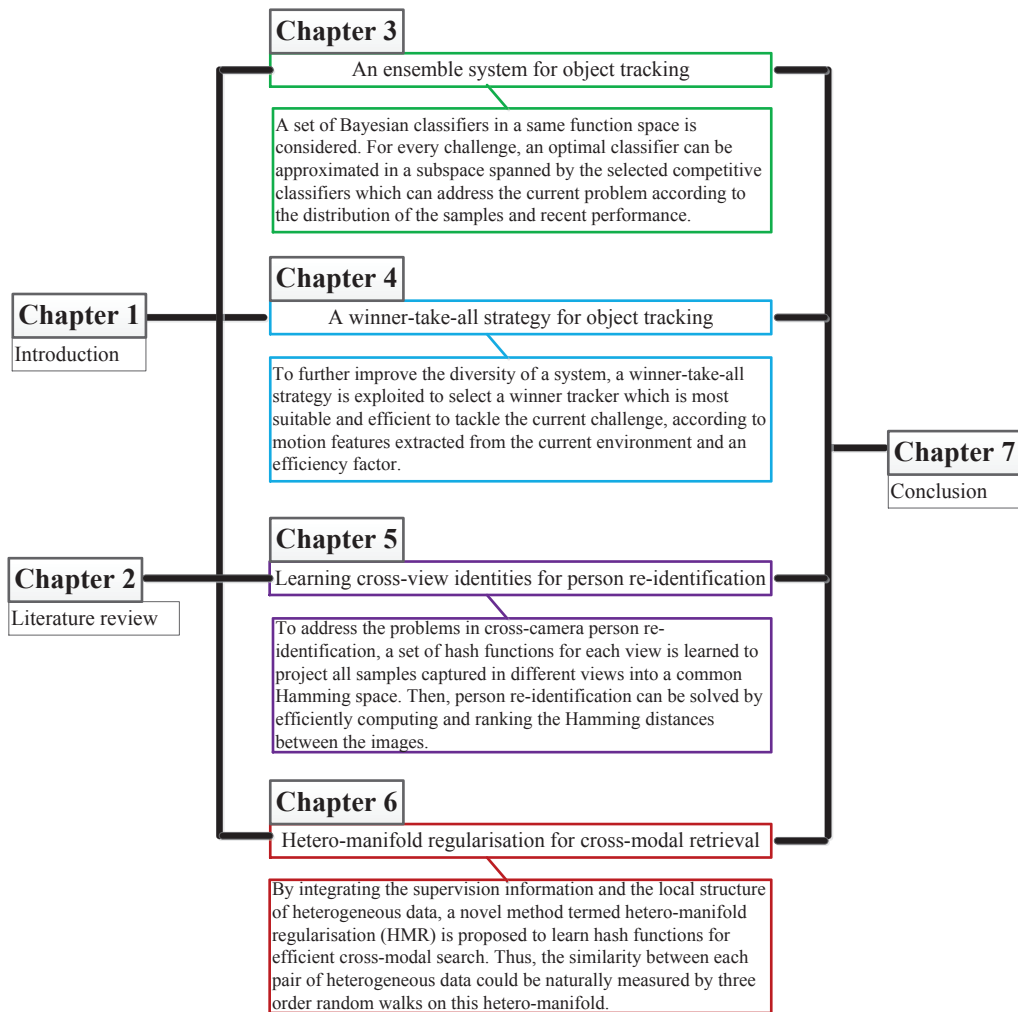 Chapter 3
An ensemble system for object tracking
A set of Bayesian classifiers in a same function space is
considered. For every challenge, an optimal classifier can be
approximated in a subspace spanned by the selected competitive
classifiers which can address the current problem according to
the distribution of the samples and recent performance.
Chapter 4
A winner-take-all strategy for object tracking
Chapter 1
Introduction
To further improve the diversity of a system, a winner-take-all
strategy is exploited to select a winner tracker which is most
suitable and efficient to tackle the current challenge, according to
motion features extracted from the current environment and an
efficiency factor.
Chapter 7
Conclusion
Chapter 5
Learning cross-view identities for person re-identification
Chapter 2
Literature review
To address the problems in cross-camera person re-
identification, a set of hash functions for each view is learned to
project all samples captured in different views into a common
Hamming space. Then, person re-identification can be solved by
efficiently computing and ranking the Hamming distances
between the images.
Chapter 6
Hetero-manifold regularisation for cross-modal retrieval
By integrating the supervision information and the local structure
of heterogeneous data, a novel method termed hetero-manifold
regularisation (HMR) is proposed to learn hash functions for
efficient cross-modal search. Thus, the similarity between each
pair of heterogeneous data could be naturally measured by three
order random walks on this hetero-manifold.